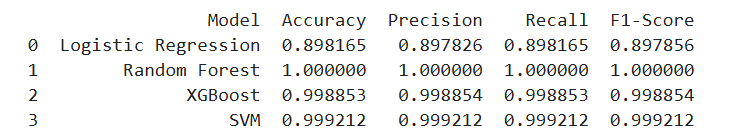 Model Accuracy Precision Recall F1-Score
0 Logistic Regression 0.898165 0.897826 0.898165 0.897856
1 Random Forest 1.000000 1.000000 1.000000 1.000000
2 XGBoost 0.998853 0.998854 0.998853 0.998854
3 SVM 0.999212 0.999212 0.999212 0.999212